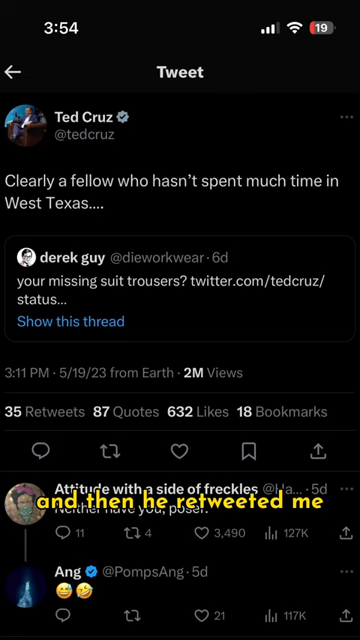 3:54
19
Tweet
Ted Cruz
@tedcruz
Clearly a fellow who hasn't spent much time in
West Texas....
derek guy @dieworkwear · 6d
your missing suit trousers? twitter.com/tedcruz/
status...
Show this thread
3:11 PM · 5/19/23 from Earth · 2M Views
35 Retweets 87 Quotes 632 Likes 18 Bookmarks
Attitude with a side of freckles @Ha... · 5d
and then he retweeted me
Neither have you, poser.
11 4 3,490 127K
Ang @PompsAng · 5d
😅🤣
21 117K